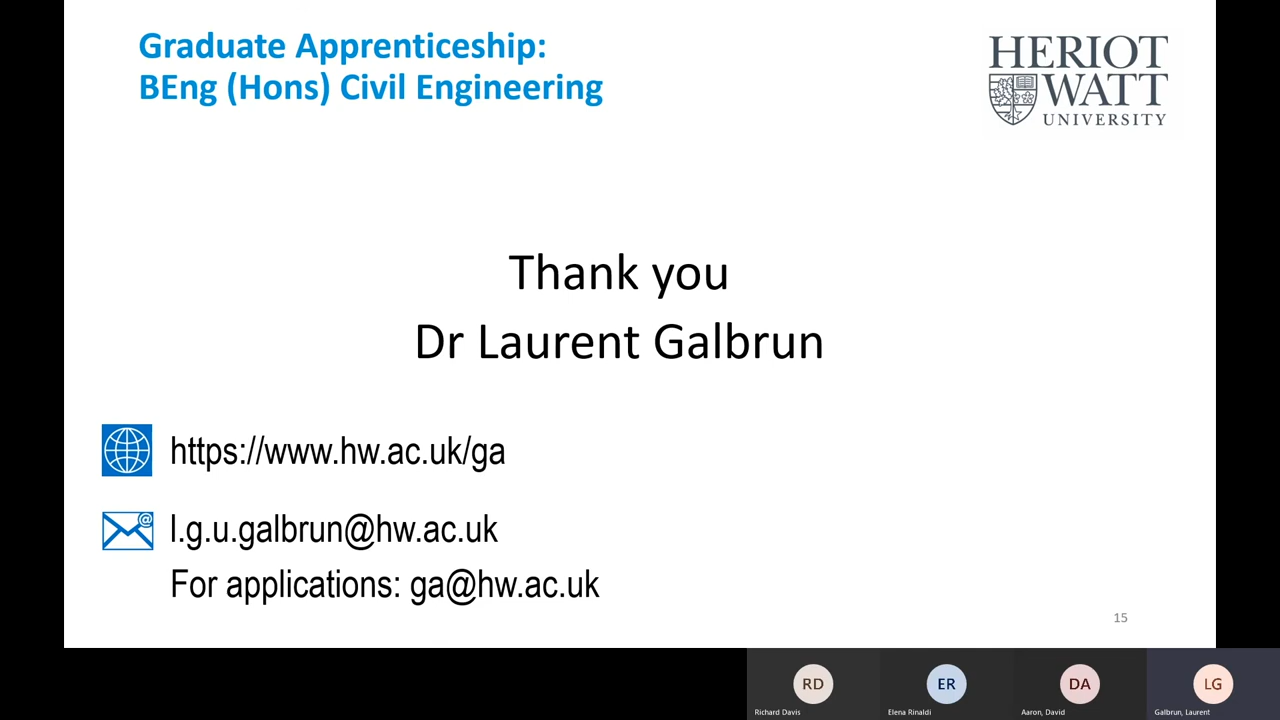 Graduate Apprenticeship:
BEng (Hons) Civil Engineering
HERIOT
WATT
UNIVERSITY
Thank you
Dr Laurent Galbrun
https://www.hw.ac.uk/ga
@
l.g.u.galbrun@hw.ac.uk
For applications: ga@hw.ac.uk
15
RD
ER
DA
LG
Richard Davis
Elena Rinaldi
Aaron, David
Galbrun, Laurent